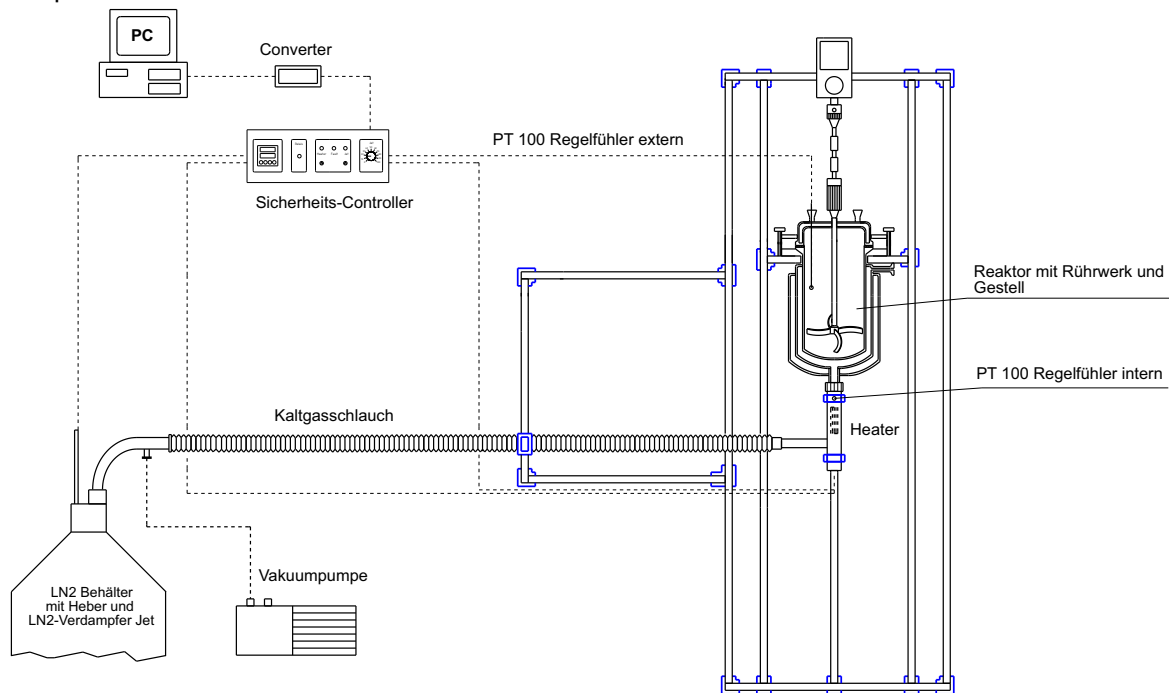 PC
Converter
PT 100 Regelfühler extern
Sicherheits-Controller
Reaktor mit Rührwerk und
Gestell
PT 100 Regelfühler intern
Kaltgasschlauch
Heater
Vakuumpumpe
LN2 Behälter
mit Heber und
LN2-Verdampfer Jet